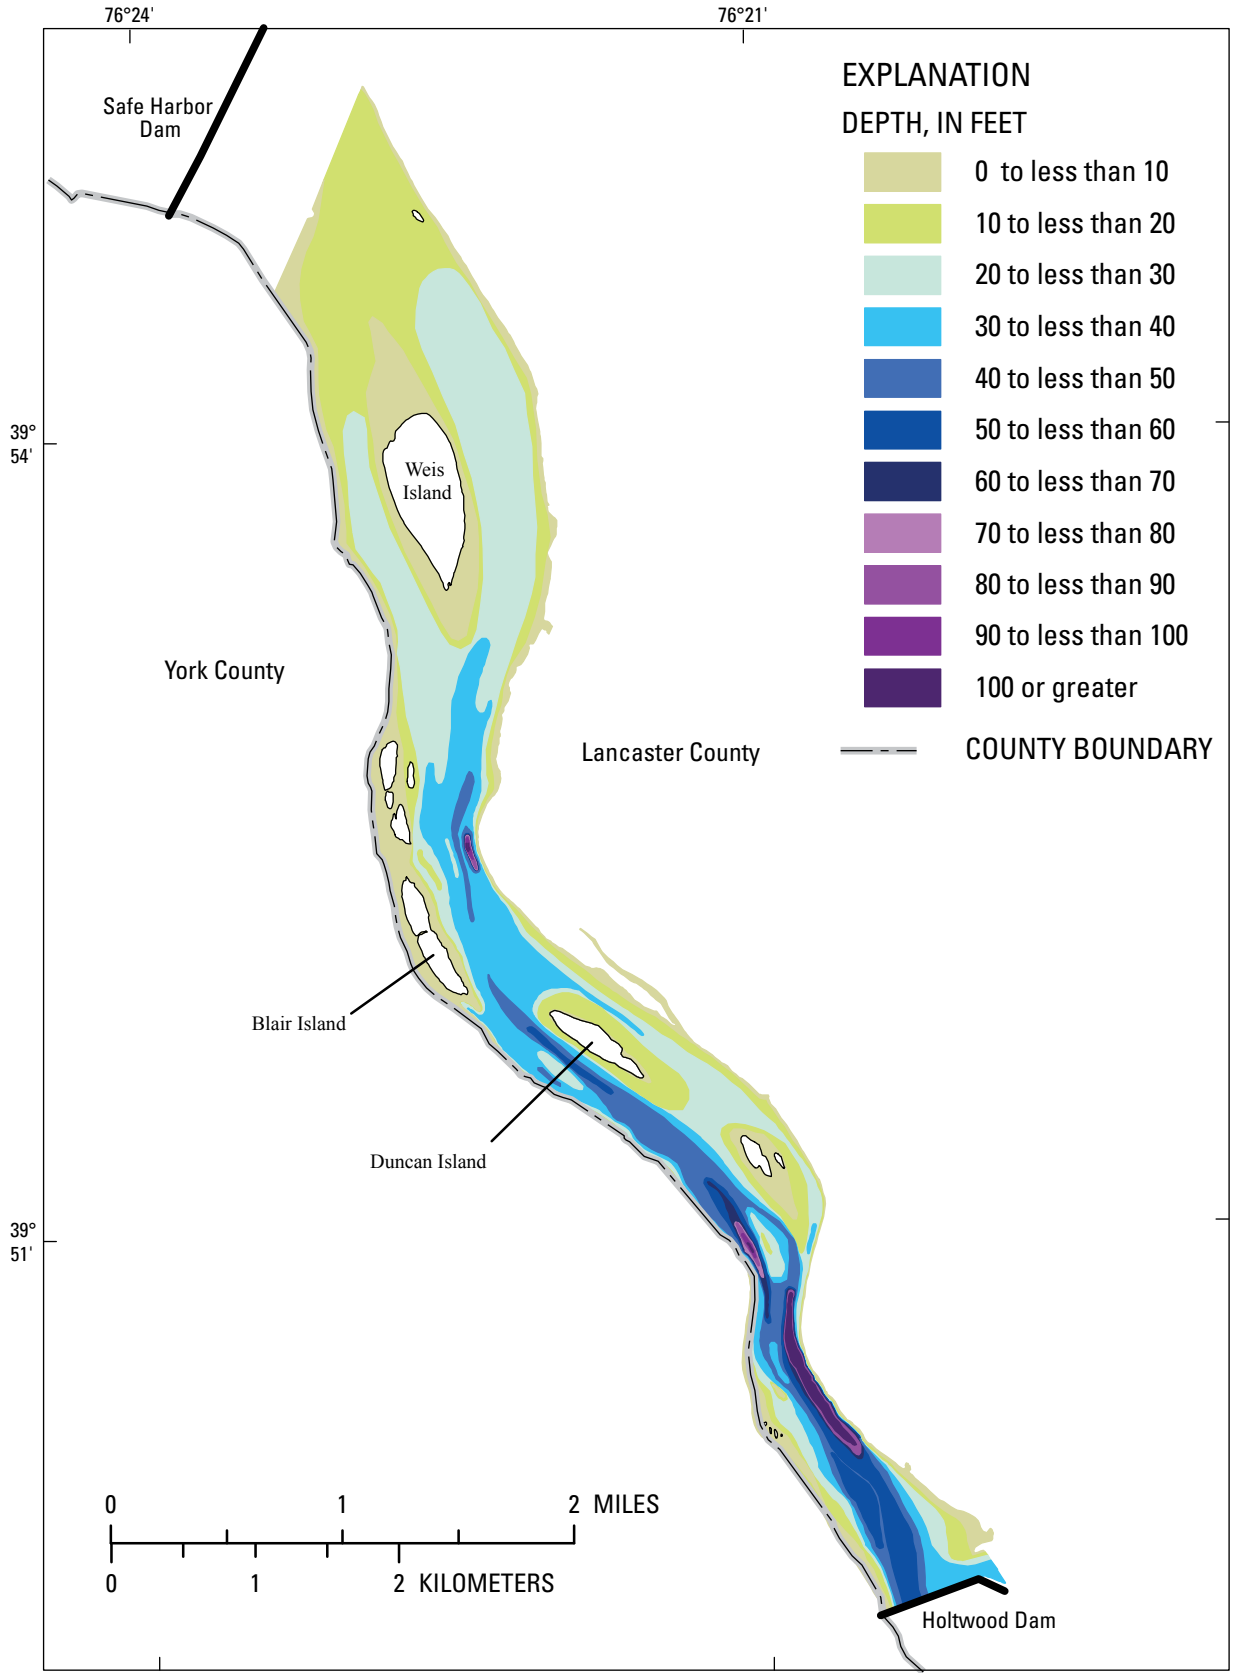 76°24'
76°21'
Safe Harbor
Dam
EXPLANATION
DEPTH, IN FEET
0 to less than 10
10 to less than 20
20 to less than 30
30 to less than 40
40 to less than 50
50 to less than 60
60 to less than 70
70 to less than 80
80 to less than 90
90 to less than 100
100 or greater
COUNTY BOUNDARY
39°
54'
Weis
Island
York County
Lancaster County
Blair Island
Duncan Island
39°
51'
0 1 2 MILES
0 1 2 KILOMETERS
Holtwood Dam